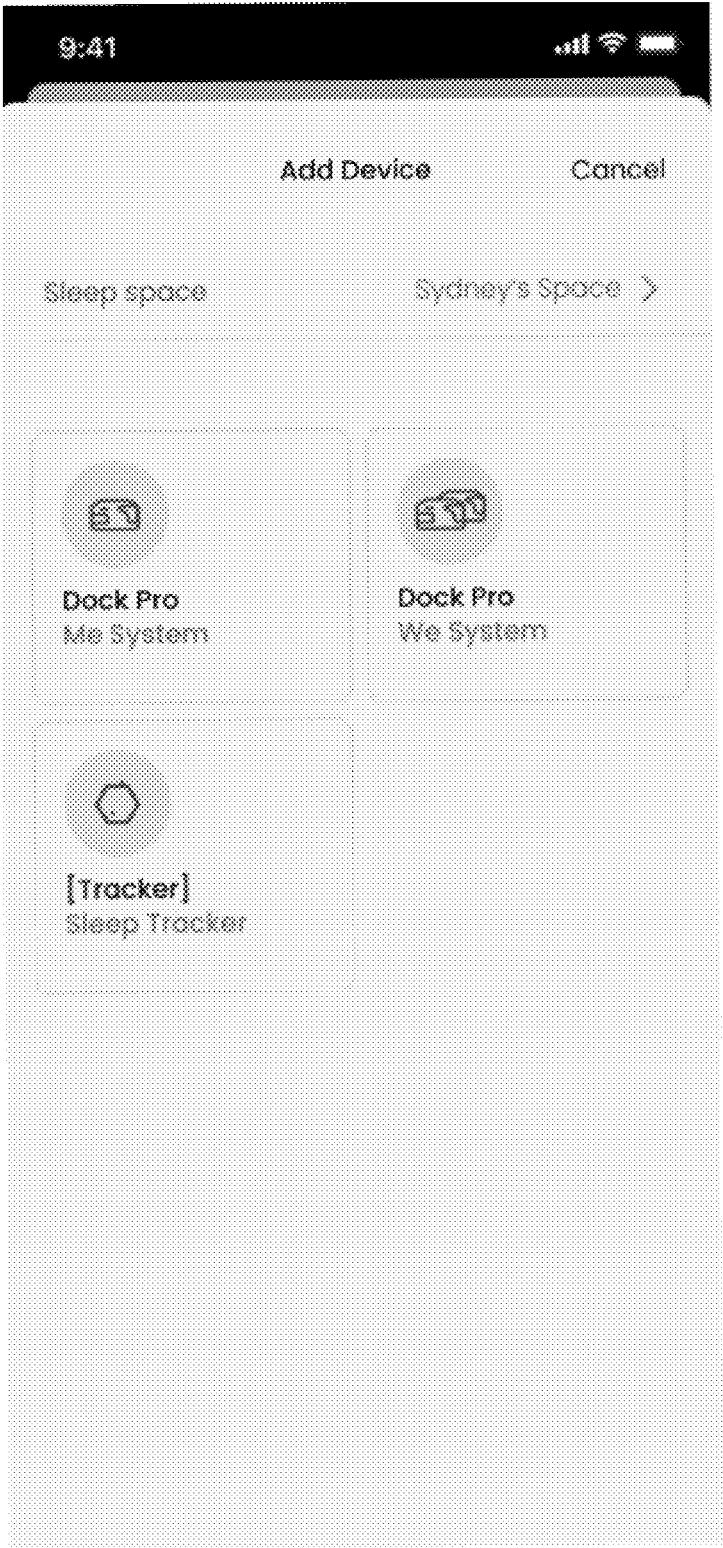 9:41
Add Device
Cancel
Sleep space
Sydney's Space
Dock Pro
Me System
Dock Pro
We System
[Tracker]
Sleep Tracker